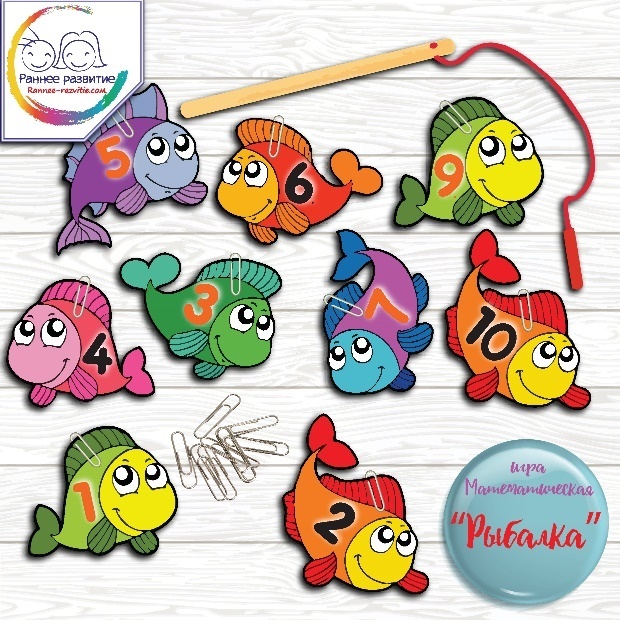 Раннее развитие
Rannee-razvitie.com
5
6
9
4
3
7
10
1
2
игра
Математическая
"Рыбалка"